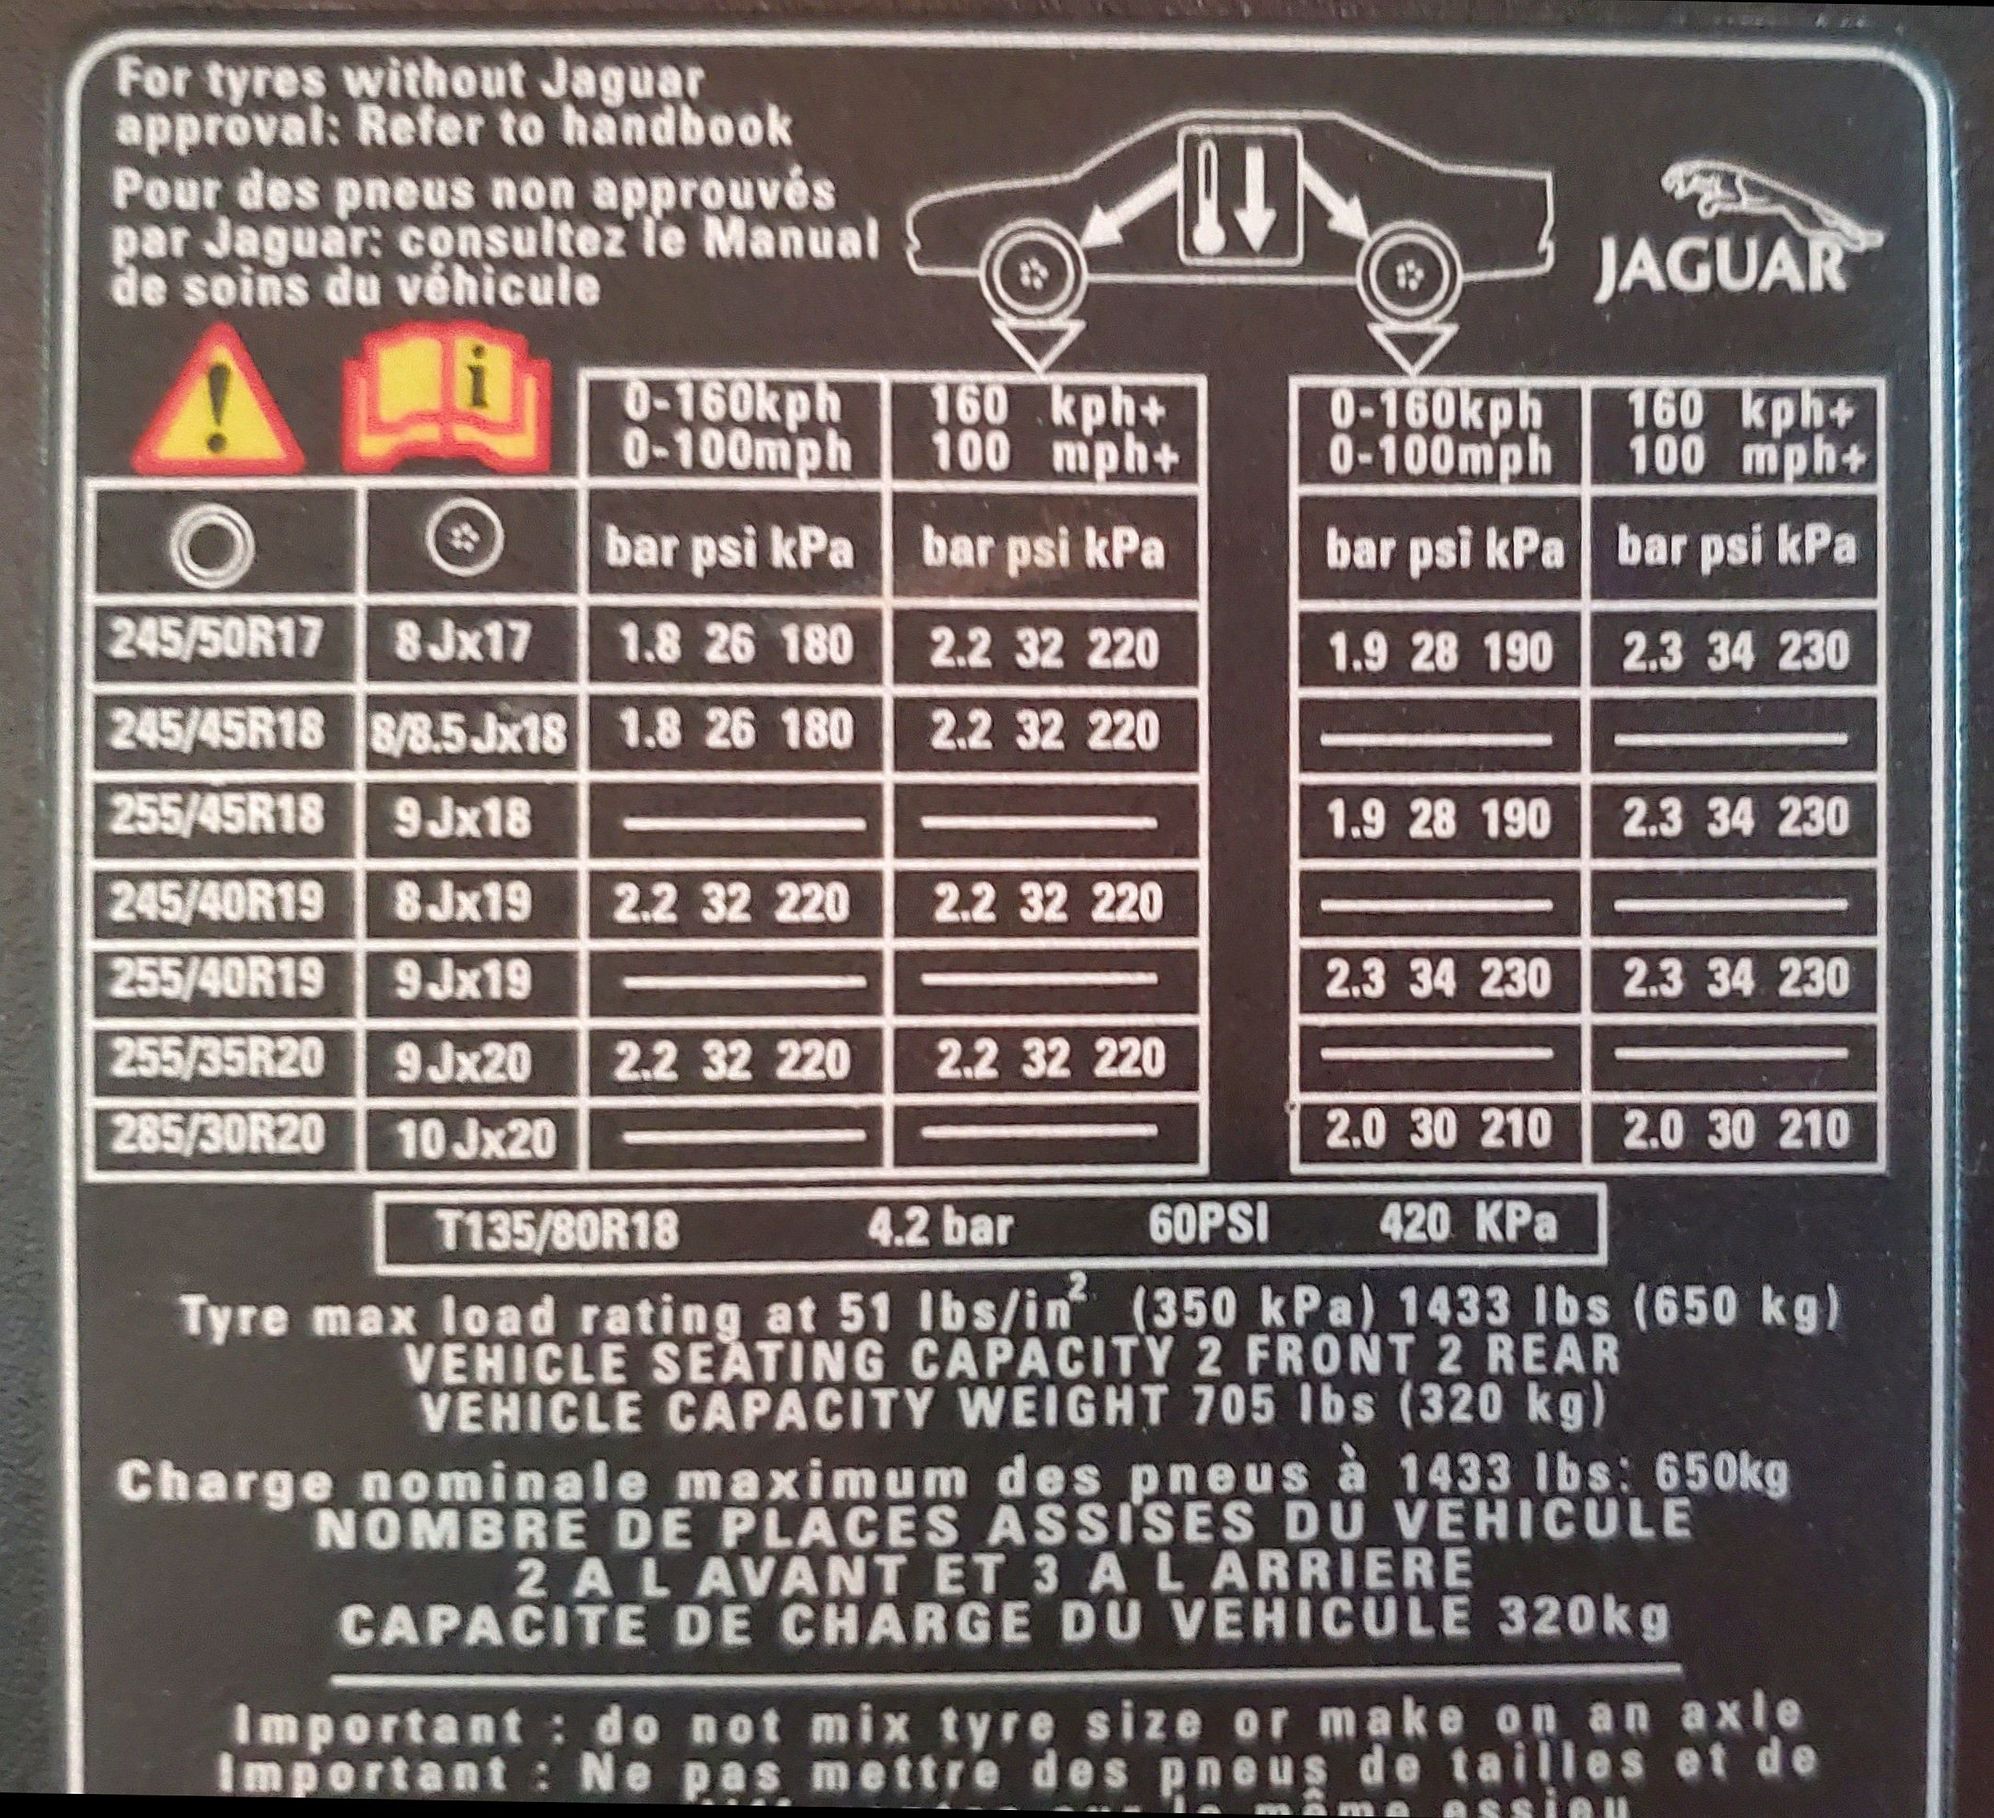 For tyres without Jaguar
approval: Refer to handbook
Pour des pneus non approuvés
par Jaguar: consultez le Manual
de soins du véhicule
JAGUAR
0-160kph 160 kph+ 0-160kph 160 kph+
0-100mph 100 mph+ 0-100mph 100 mph+
bar psi kPa bar psi kPa bar psi kPa bar psi kPa
245/50R17 8Jx17 1.8 26 180 2.2 32 220 1.9 28 190 2.3 34 230
245/45R18 8/8.5Jx18 1.8 26 180 2.2 32 220
255/45R18 9Jx18 1.9 28 190 2.3 34 230
245/40R19 8Jx19 2.2 32 220 2.2 32 220
255/40R19 9Jx19 2.3 34 230 2.3 34 230
255/35R20 9Jx20 2.2 32 220 2.2 32 220
285/30R20 10Jx20 2.0 30 210 2.0 30 210
T135/80R18 4.2 bar 60PSI 420 KPa
Tyre max load rating at 51 lbs/in² (350 kPa) 1433 lbs (650 kg)
VEHICLE SEATING CAPACITY 2 FRONT 2 REAR
VEHICLE CAPACITY WEIGHT 705 lbs (320 kg)
Charge nominale maximum des pneus à 1433 lbs: 650kg
NOMBRE DE PLACES ASSISES DU VEHICULE
2 A L AVANT ET 3 A L ARRIERE
CAPACITE DE CHARGE DU VEHICULE 320kg
Important : do not mix tyre size or make on an axle
Important : Ne pas mettre des pneus de tailles et de
sur le même essieu